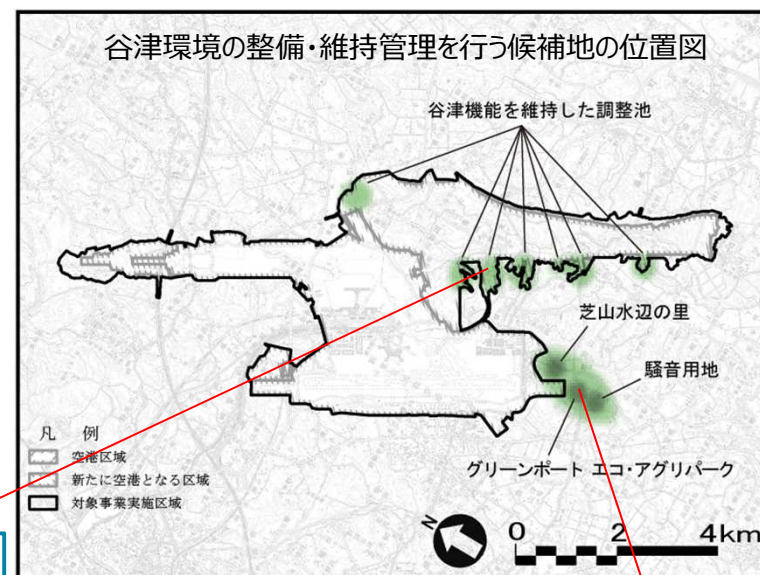 谷津環境の整備・維持管理を行う候補地の位置図
谷津機能を維持した調整池
芝山水辺の里
騒音用地
グリーンポート エコ・アグリパーク
凡 例
空港区域
新たに空港となる区域
対象事業実施区域
N
0 2 4km